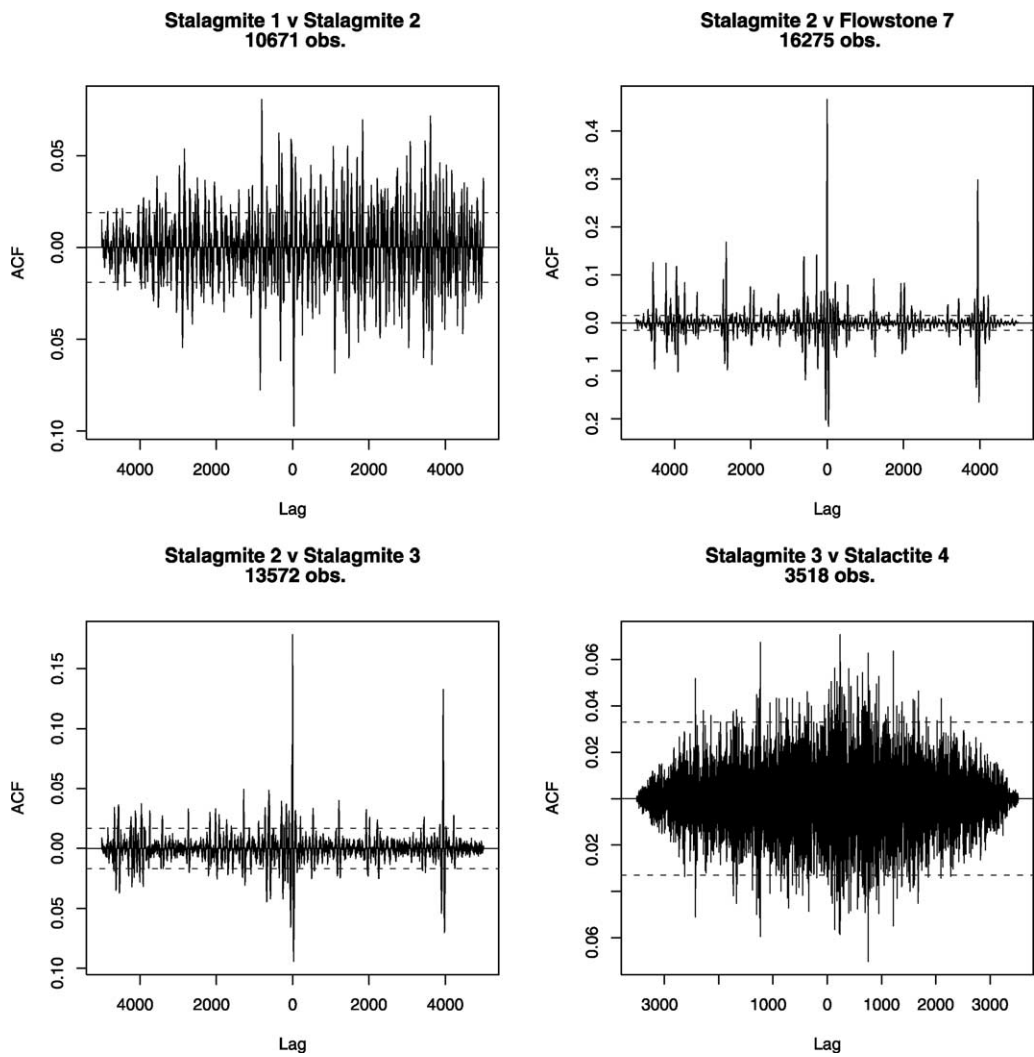 Stalagmite 1 v Stalagmite 2
10671 obs.
ACF
0.05
0.00
0.05
0.10
4000 2000 0 2000 4000
Lag
Stalagmite 2 v Flowstone 7
16275 obs.
ACF
0.4
0.3
0.2
0.1
0.0
0. 1
0.2
4000 2000 0 2000 4000
Lag
Stalagmite 2 v Stalagmite 3
13572 obs.
ACF
0.15
0.10
0.05
0.00
0.05
0.10
4000 2000 0 2000 4000
Lag
Stalagmite 3 v Stalactite 4
3518 obs.
ACF
0.06
0.04
0.02
0
0.02
0.06
3000 1000 0 1000 2000 3000
Lag